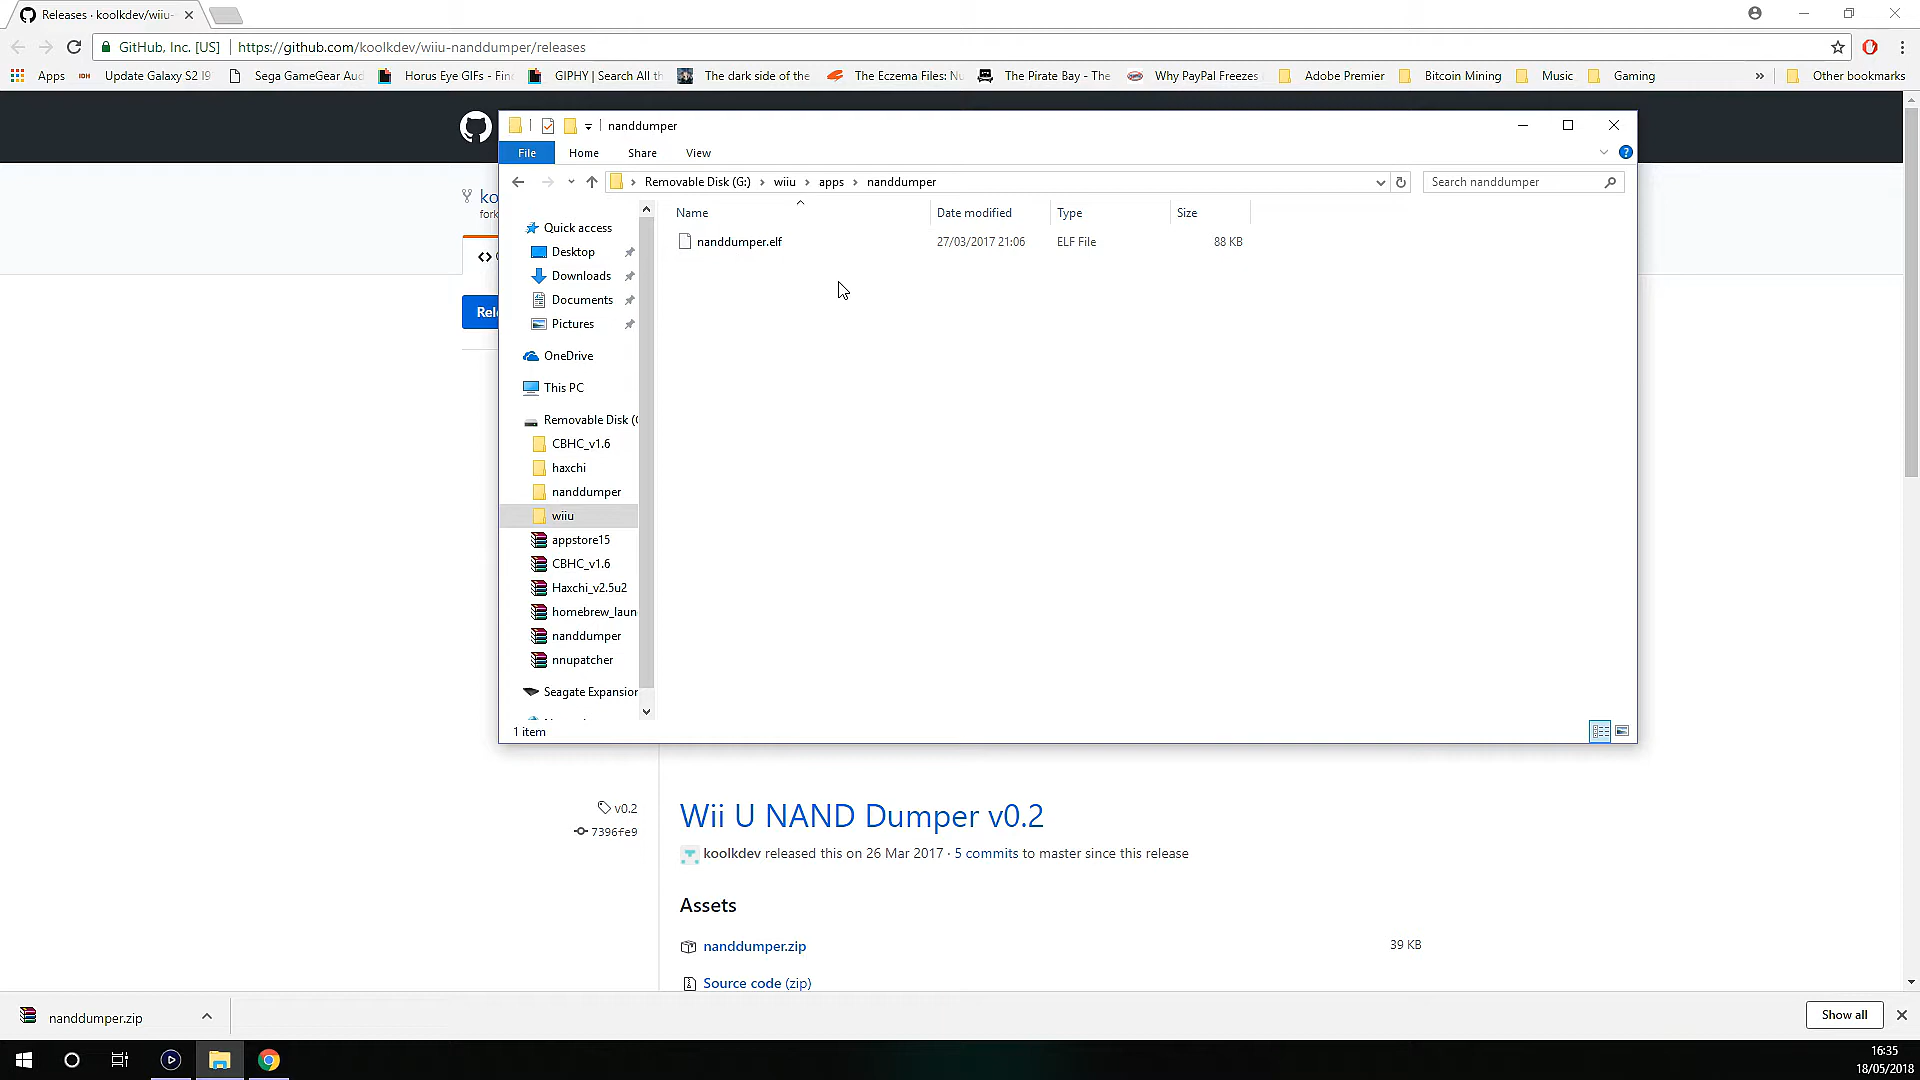 Releases · koolkdev/wiiu-
GitHub, Inc. [US]
https://github.com/koolkdev/wiiu-nanddumper/releases
Apps
Update Galaxy S2 I9
Sega GameGear Aud
Horus Eye GIFs - Fin
GIPHY | Search All th
The dark side of the
The Eczema Files: Nu
The Pirate Bay - The
Why PayPal Freezes
Adobe Premier
Bitcoin Mining
Music
Gaming
»
Other bookmarks
nanddumper
File
Home
Share
View
Removable Disk (G:)
wiiu
apps
nanddumper
Search nanddumper
ko
fork
Rel
Name
Date modified
Type
Size
nanddumper.elf
27/03/2017 21:06
ELF File
88 KB
Quick access
Desktop
Downloads
Documents
Pictures
OneDrive
This PC
Removable Disk (
CBHC_v1.6
haxchi
nanddumper
wiiu
appstore15
CBHC_v1.6
Haxchi_v2.5u2
homebrew_laun
nanddumper
nnupatcher
Seagate Expansion
1 item
v0.2
7396fe9
Wii U NAND Dumper v0.2
koolkdev released this on 26 Mar 2017 · 5 commits to master since this release
Assets
nanddumper.zip
39 KB
Source code (zip)
nanddumper.zip
Show all
16:35
18/05/2018